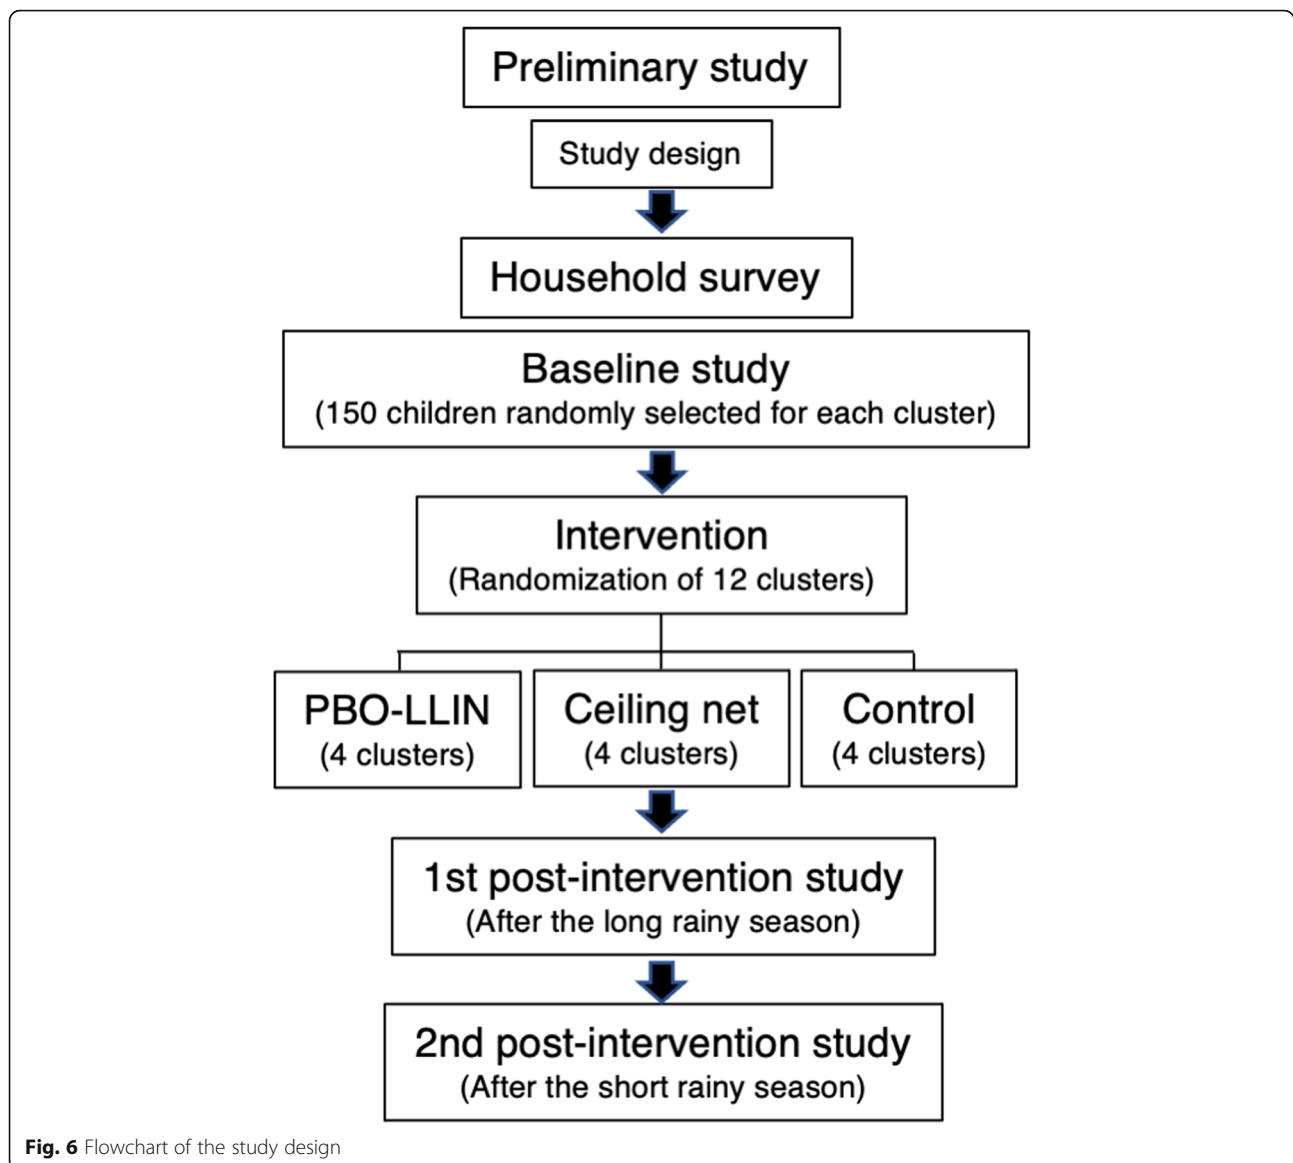 Preliminary study
Study design
Household survey
Baseline study
(150 children randomly selected for each cluster)
Intervention
(Randomization of 12 clusters)
PBO-LLIN
(4 clusters)
Ceiling net
(4 clusters)
Control
(4 clusters)
1st post-intervention study
(After the long rainy season)
2nd post-intervention study
(After the short rainy season)
Fig. 6 Flowchart of the study design